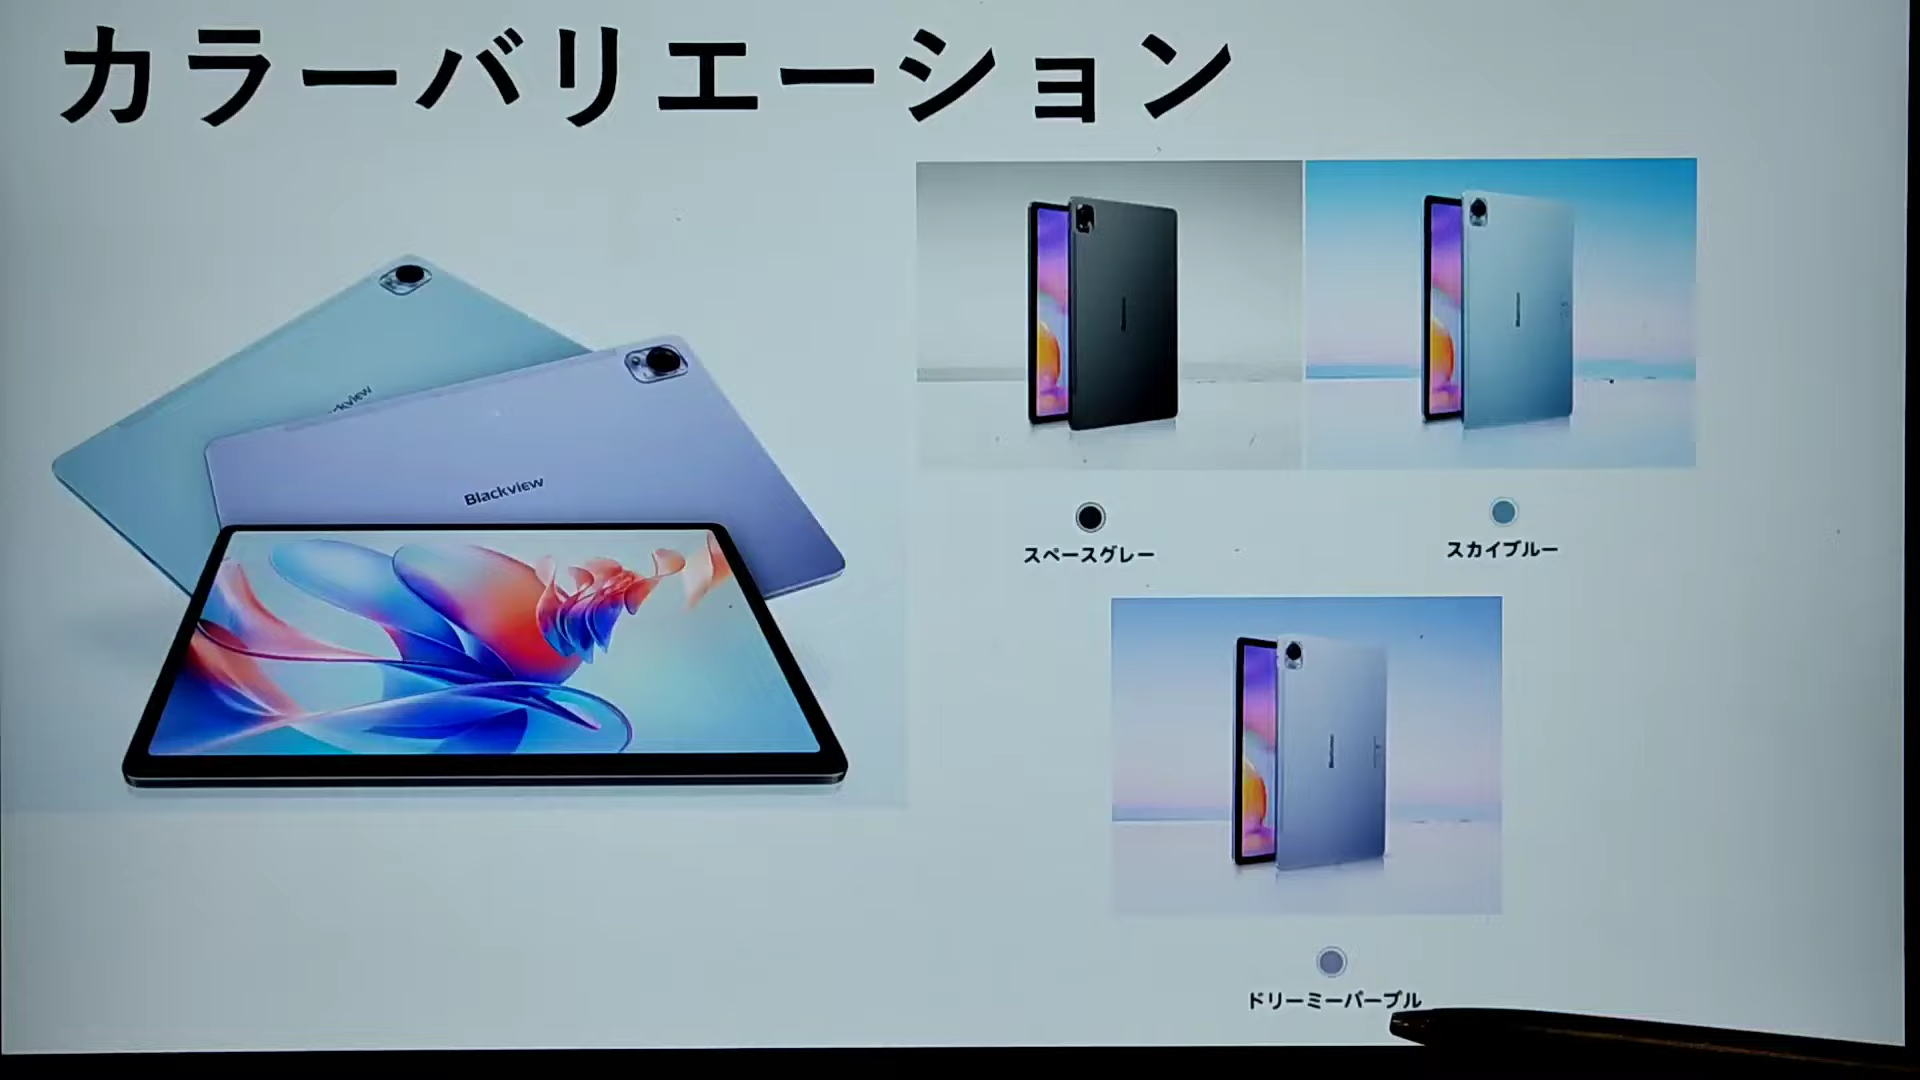 カラーバリエーション
ckview
Blackview
スペースグレー
スカイブルー
ドリーミーパープル